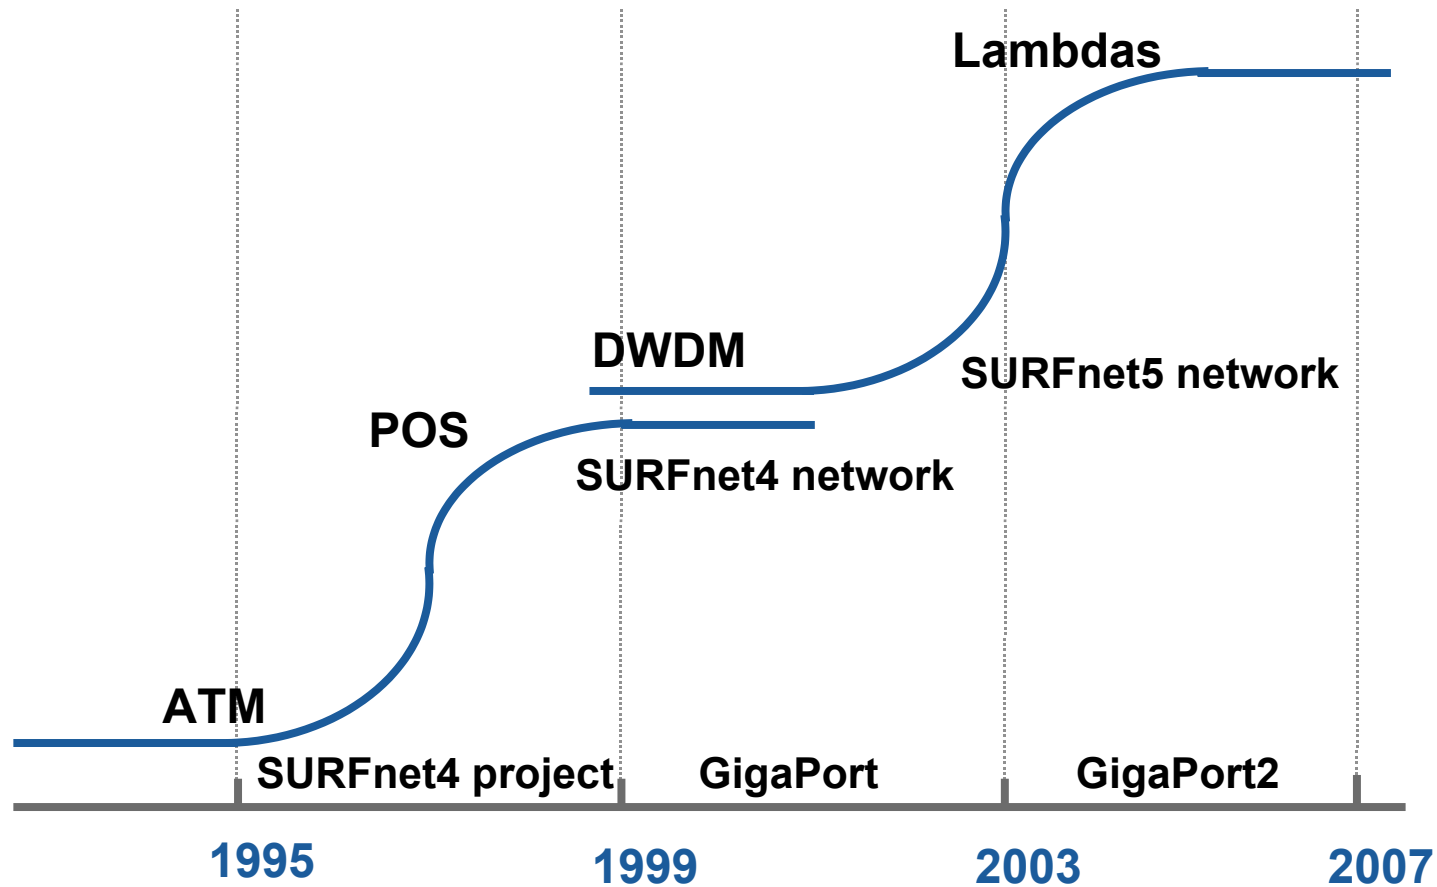 Lambdas
DWDM
SURFnet5 network
POS
SURFnet4 network
ATM
SURFnet4 project
GigaPort
GigaPort2
1995
1999
2003
2007